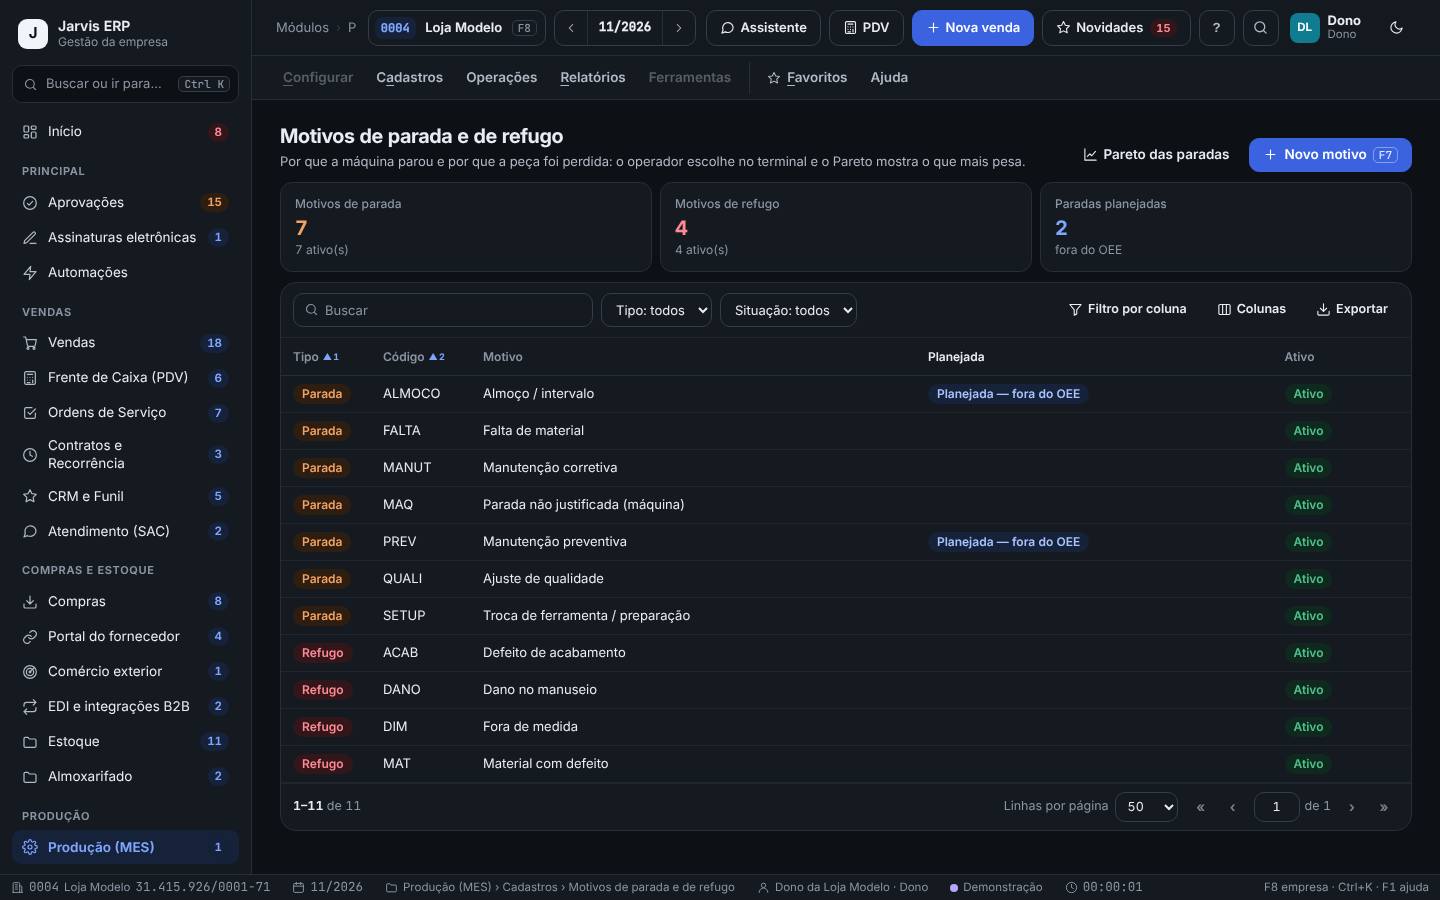 J
Jarvis ERP
Gestão da empresa
Buscar ou ir para... Ctrl K
Início 8
PRINCIPAL
Aprovações 15
Assinaturas eletrônicas 1
Automações
VENDAS
Vendas 18
Frente de Caixa (PDV) 6
Ordens de Serviço 7
Contratos e
Recorrência 3
CRM e Funil 5
Atendimento (SAC) 2
COMPRAS E ESTOQUE
Compras 8
Portal do fornecedor 4
Comércio exterior 1
EDI e integrações B2B 2
Estoque 11
Almoxarifado 2
PRODUÇÃO
Produção (MES) 1
Módulos › P 0004 Loja Modelo F8 ‹ 11/2026 › Assistente PDV + Nova venda Novidades 15 ? DL Dono
Dono
Configurar Cadastros Operações Relatórios Ferramentas Favoritos Ajuda
Motivos de parada e de refugo
Por que a máquina parou e por que a peça foi perdida: o operador escolhe no terminal e o Pareto mostra o que mais pesa.
Pareto das paradas + Novo motivo F7
Motivos de parada
7
7 ativo(s)
Motivos de refugo
4
4 ativo(s)
Paradas planejadas
2
fora do OEE
Buscar Tipo: todos Situação: todos Filtro por coluna Colunas Exportar
Tipo ▲1 Código ▲2 Motivo Planejada Ativo
Parada ALMOCO Almoço / intervalo Planejada — fora do OEE Ativo
Parada FALTA Falta de material Ativo
Parada MANUT Manutenção corretiva Ativo
Parada MAQ Parada não justificada (máquina) Ativo
Parada PREV Manutenção preventiva Planejada — fora do OEE Ativo
Parada QUALI Ajuste de qualidade Ativo
Parada SETUP Troca de ferramenta / preparação Ativo
Refugo ACAB Defeito de acabamento Ativo
Refugo DANO Dano no manuseio Ativo
Refugo DIM Fora de medida Ativo
Refugo MAT Material com defeito Ativo
1–11 de 11 Linhas por página 50 « ‹ 1 de 1 › »
0004 Loja Modelo 31.415.926/0001-71 11/2026 Produção (MES) › Cadastros › Motivos de parada e de refugo Dono da Loja Modelo · Dono Demonstração 00:00:01 F8 empresa · Ctrl+K · F1 ajuda